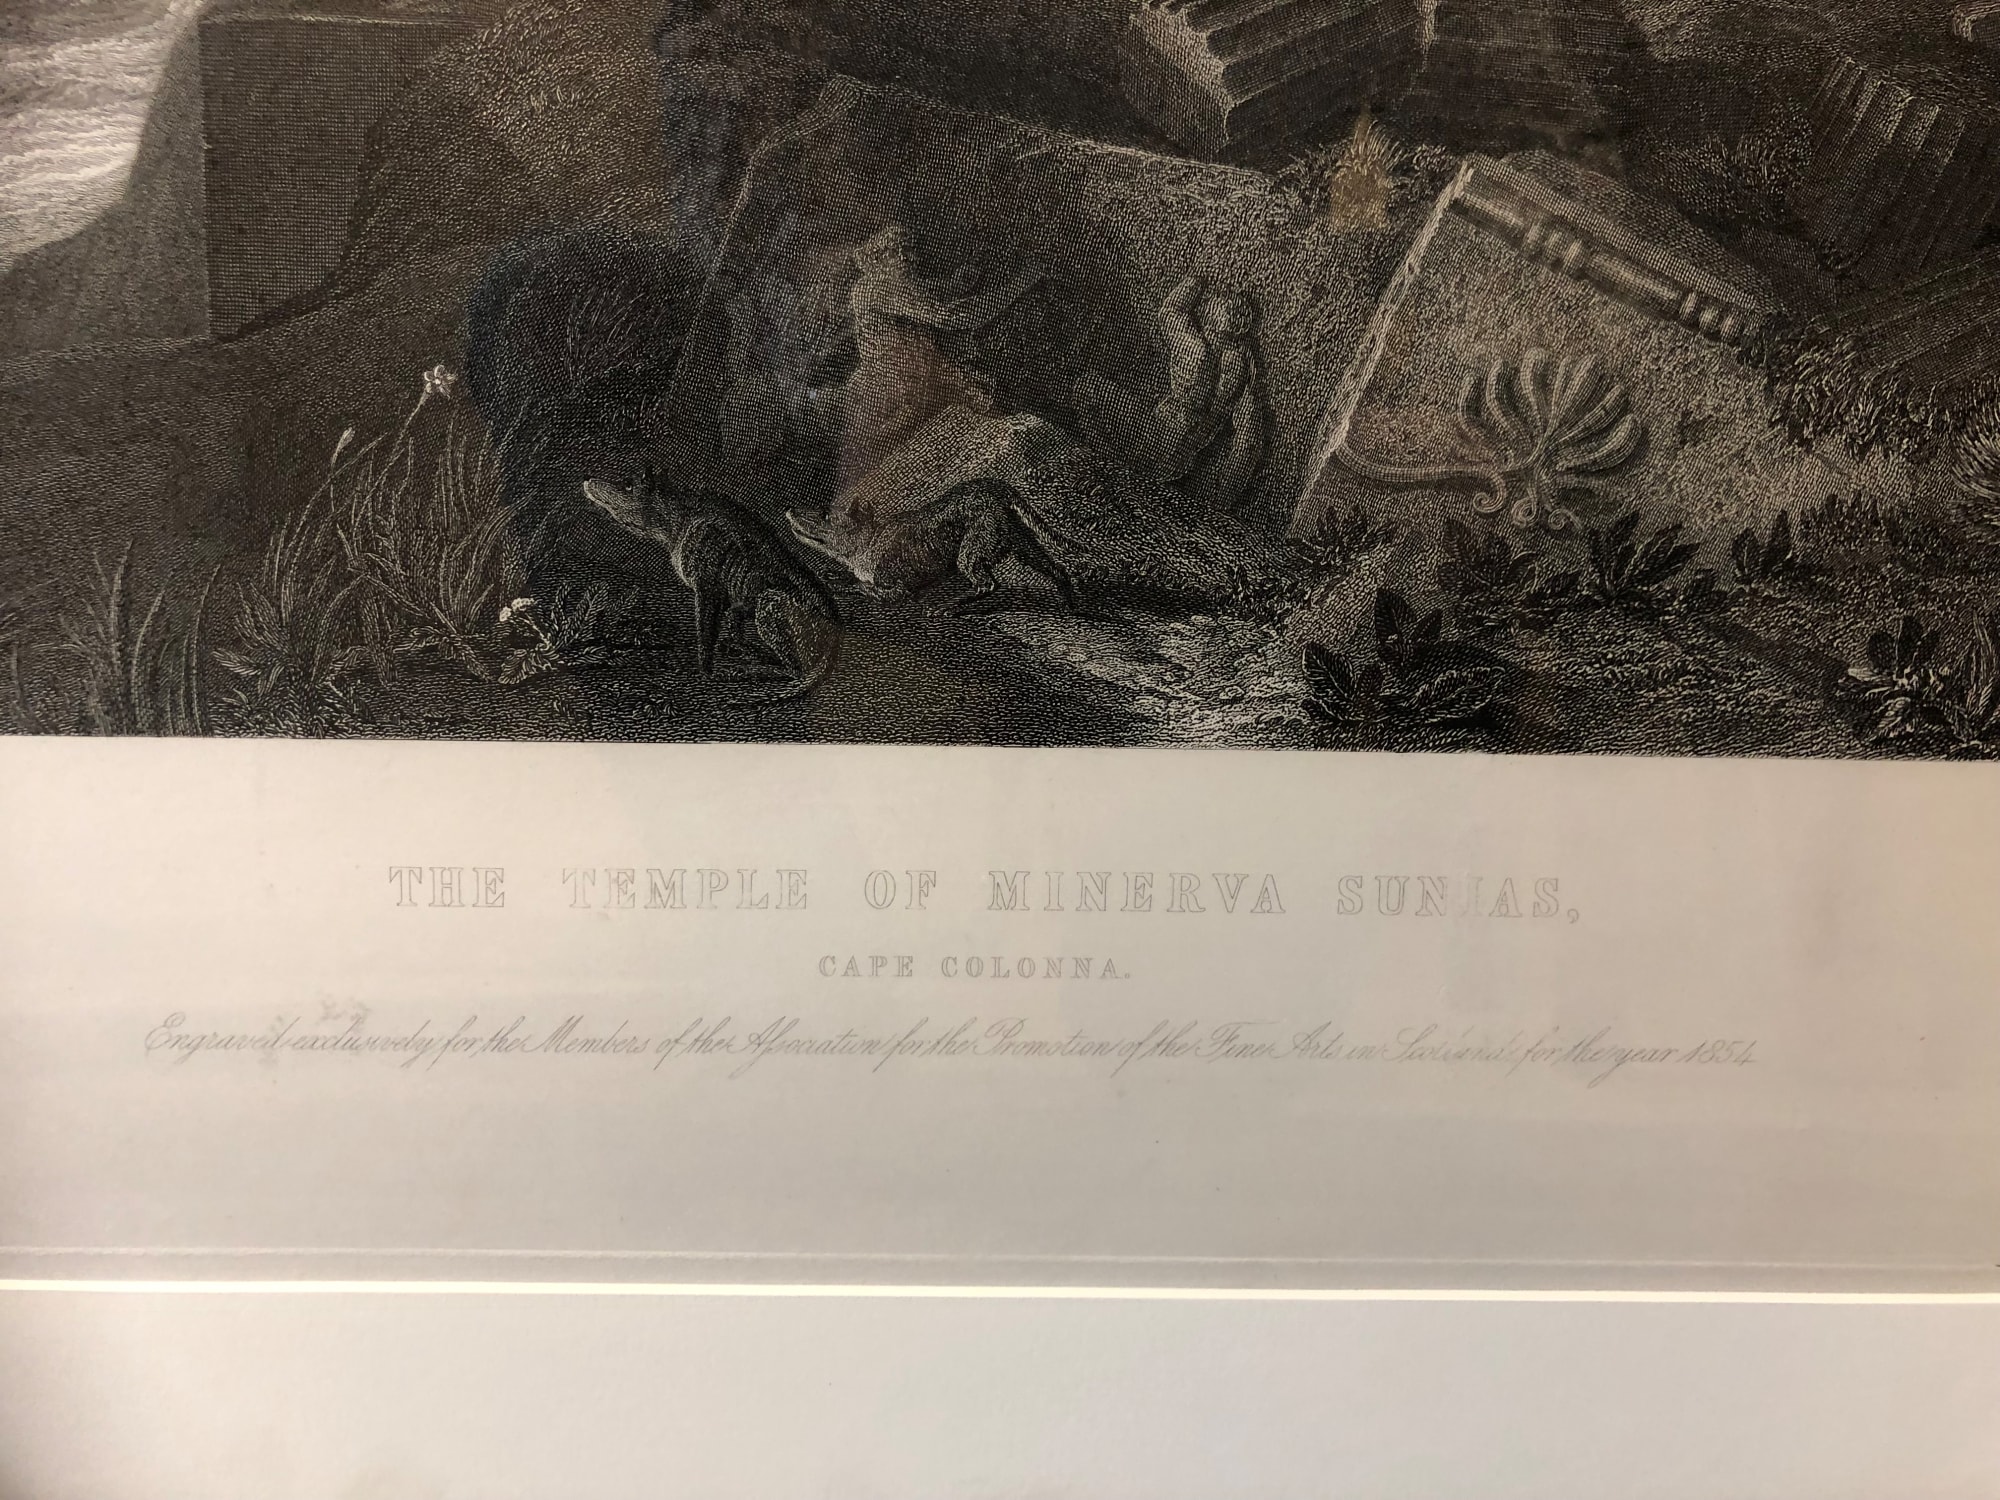 THE TEMPLE OF MINERVA SUNIAS,
CAPE COLONNA.
Engraved exclusively for the Members of the Aſsociation for the Promotion of the Fine Arts in Scotland for the year 1854